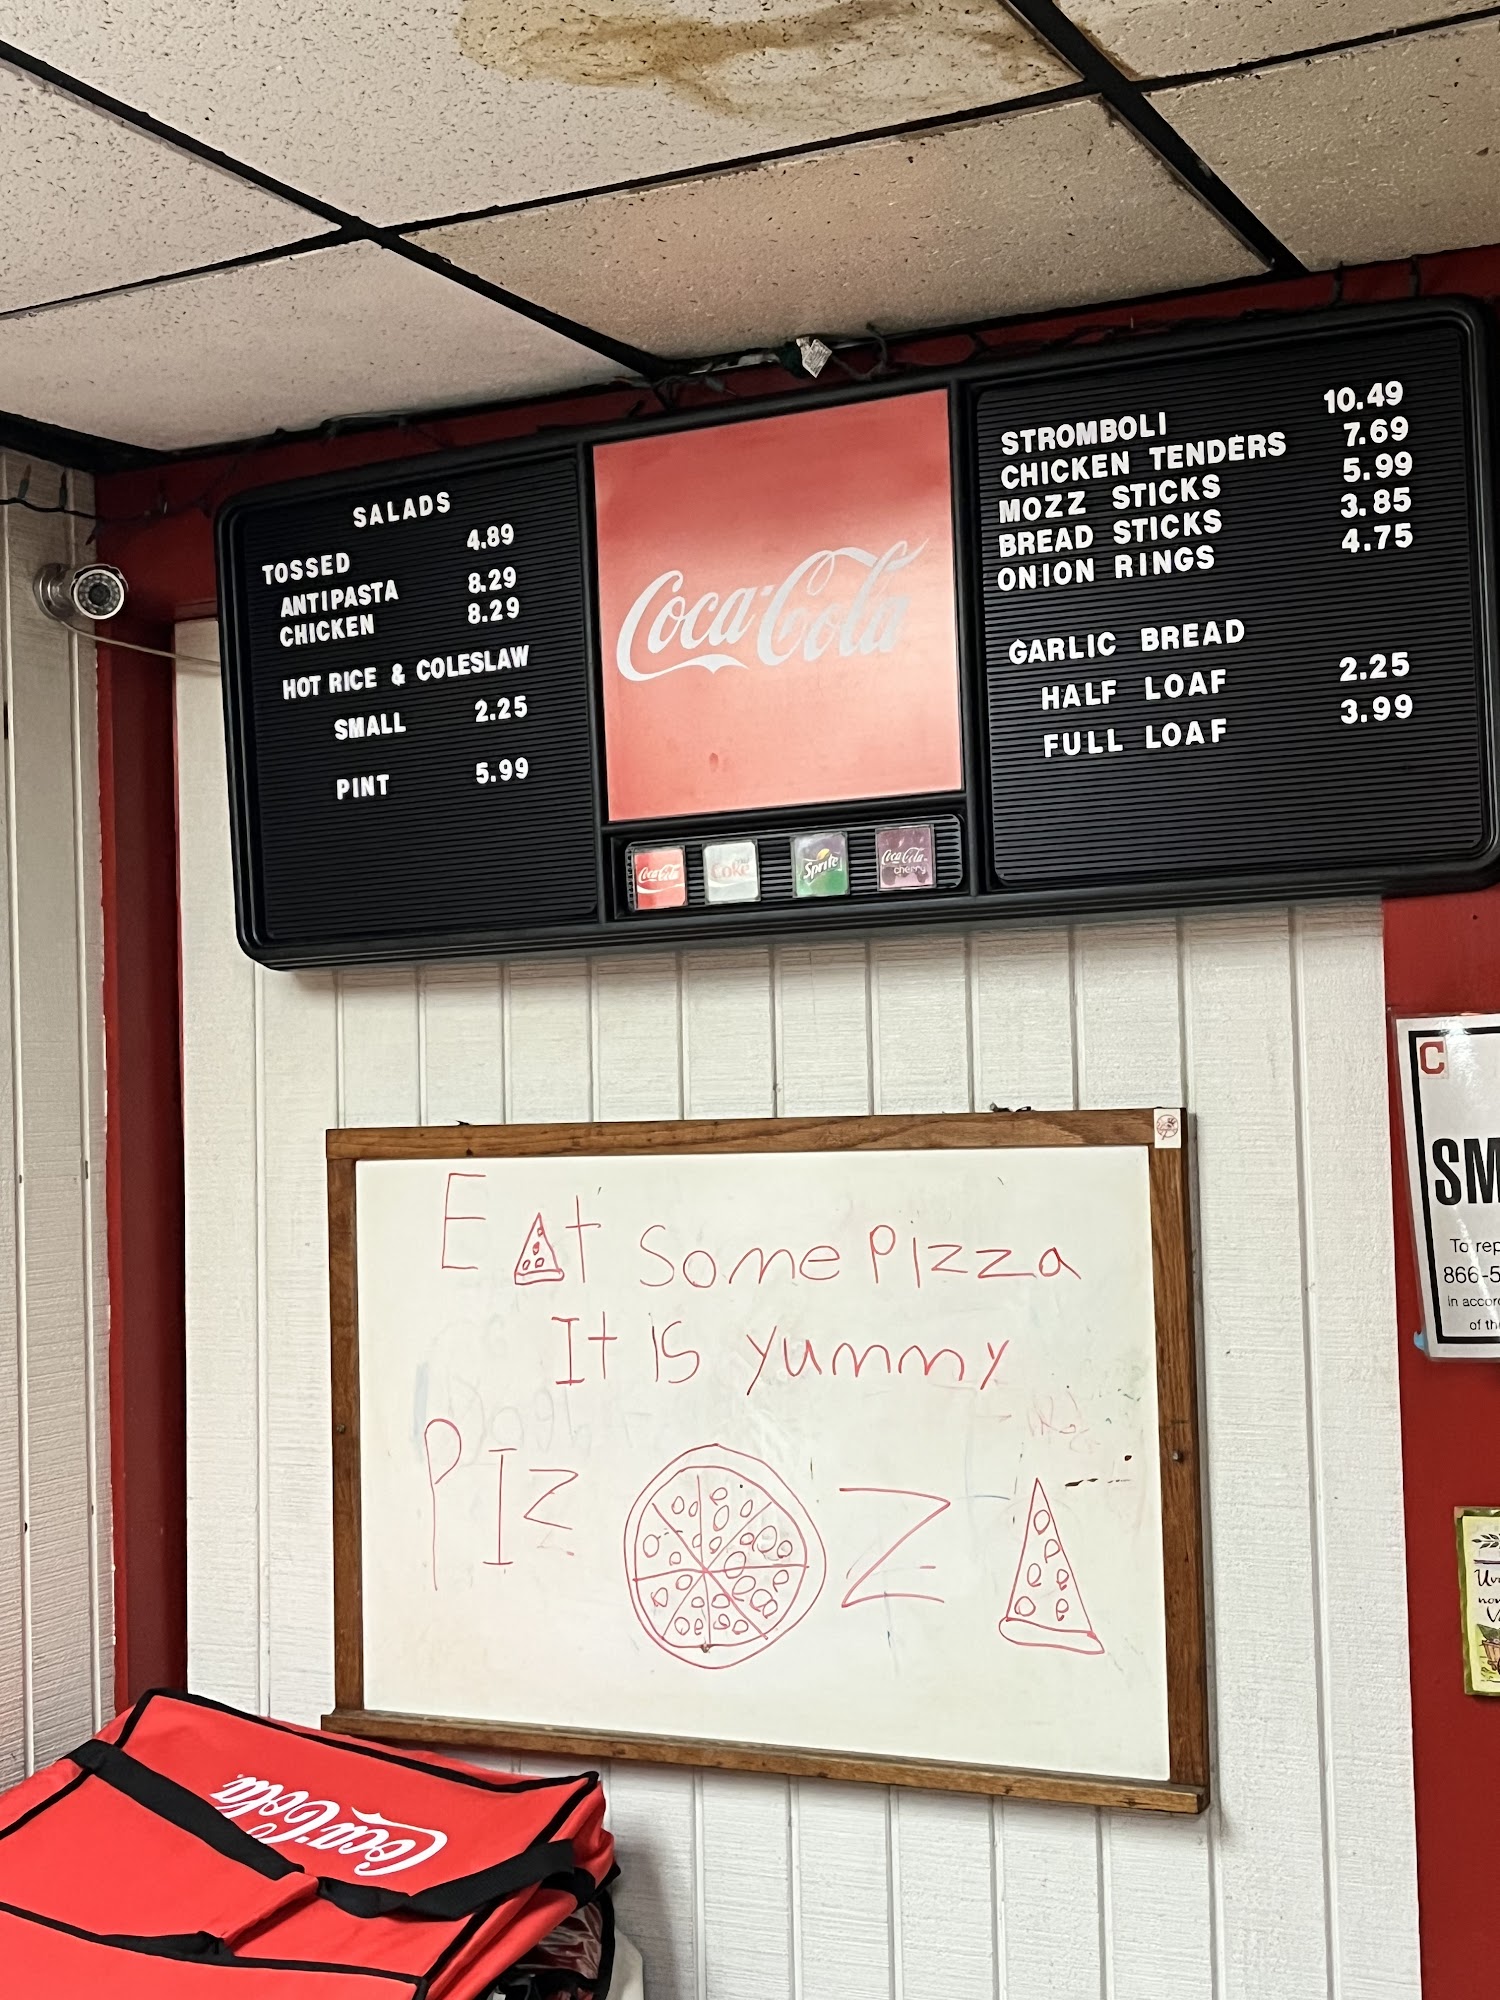 SALADS
TOSSED 4.89
ANTIPASTA 8.29
CHICKEN 8.29
HOT RICE & COLESLAW
SMALL 2.25
PINT 5.99
Coca-Cola
Coca-Cola
Coke
Sprite
Coca-Cola
cherry
STROMBOLI 10.49
CHICKEN TENDERS 7.69
MOZZ STICKS 5.99
BREAD STICKS 3.85
ONION RINGS 4.75
GARLIC BREAD
HALF LOAF 2.25
FULL LOAF 3.99
E t Some Pizza
It is yummy
PIZ Z
C
SM
To rep
866-5
In accor
of th
Coca-Cola